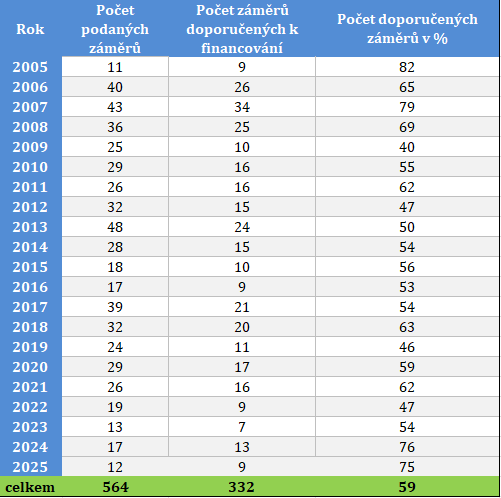 Rok Počet podaných záměrů Počet záměrů doporučených k financování Počet doporučených záměrů v %
2005 11 9 82
2006 40 26 65
2007 43 34 79
2008 36 25 69
2009 25 10 40
2010 29 16 55
2011 26 16 62
2012 32 15 47
2013 48 24 50
2014 28 15 54
2015 18 10 56
2016 17 9 53
2017 39 21 54
2018 32 20 63
2019 24 11 46
2020 29 17 59
2021 26 16 62
2022 19 9 47
2023 13 7 54
2024 17 13 76
2025 12 9 75
celkem 564 332 59